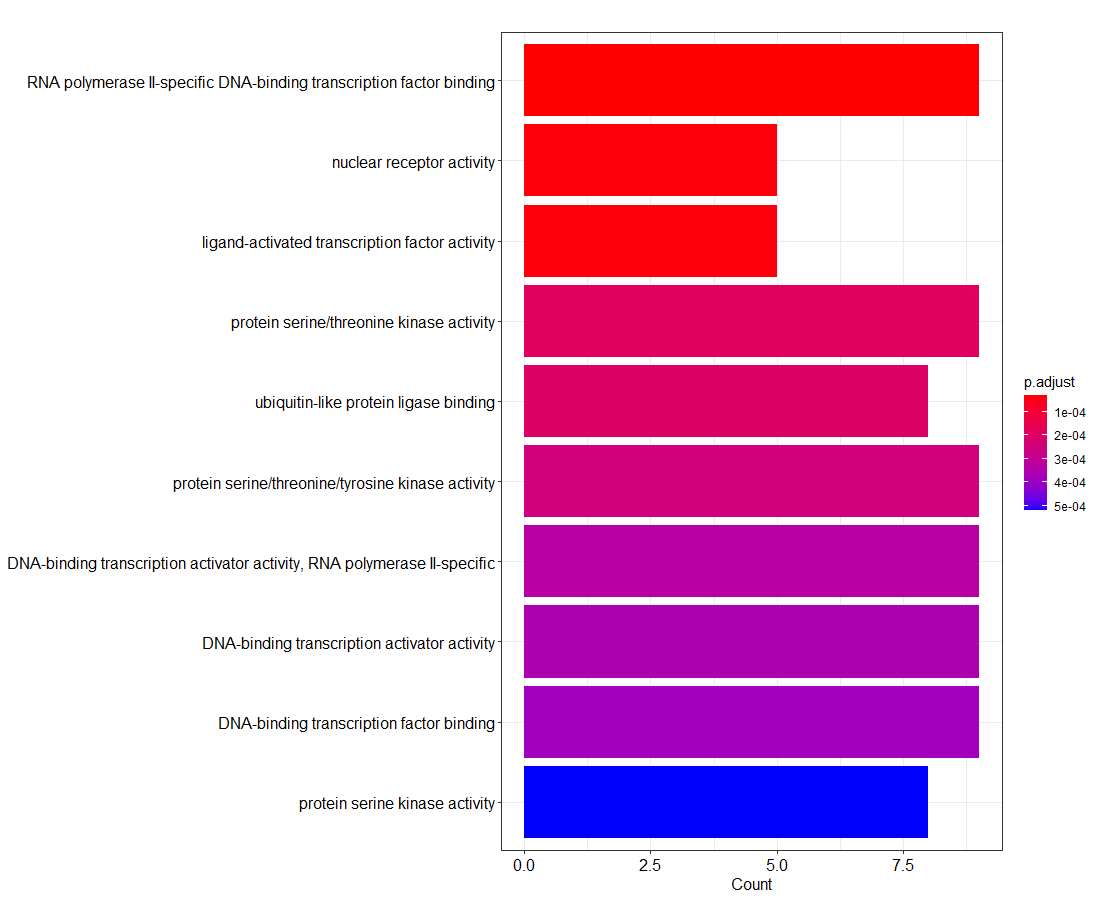 RNA polymerase II-specific DNA-binding transcription factor binding
nuclear receptor activity
ligand-activated transcription factor activity
protein serine/threonine kinase activity
ubiquitin-like protein ligase binding
protein serine/threonine/tyrosine kinase activity
DNA-binding transcription activator activity, RNA polymerase II-specific
DNA-binding transcription activator activity
DNA-binding transcription factor binding
protein serine kinase activity
0.0 2.5 5.0 7.5
Count
p.adjust
1e-04
2e-04
3e-04
4e-04
5e-04